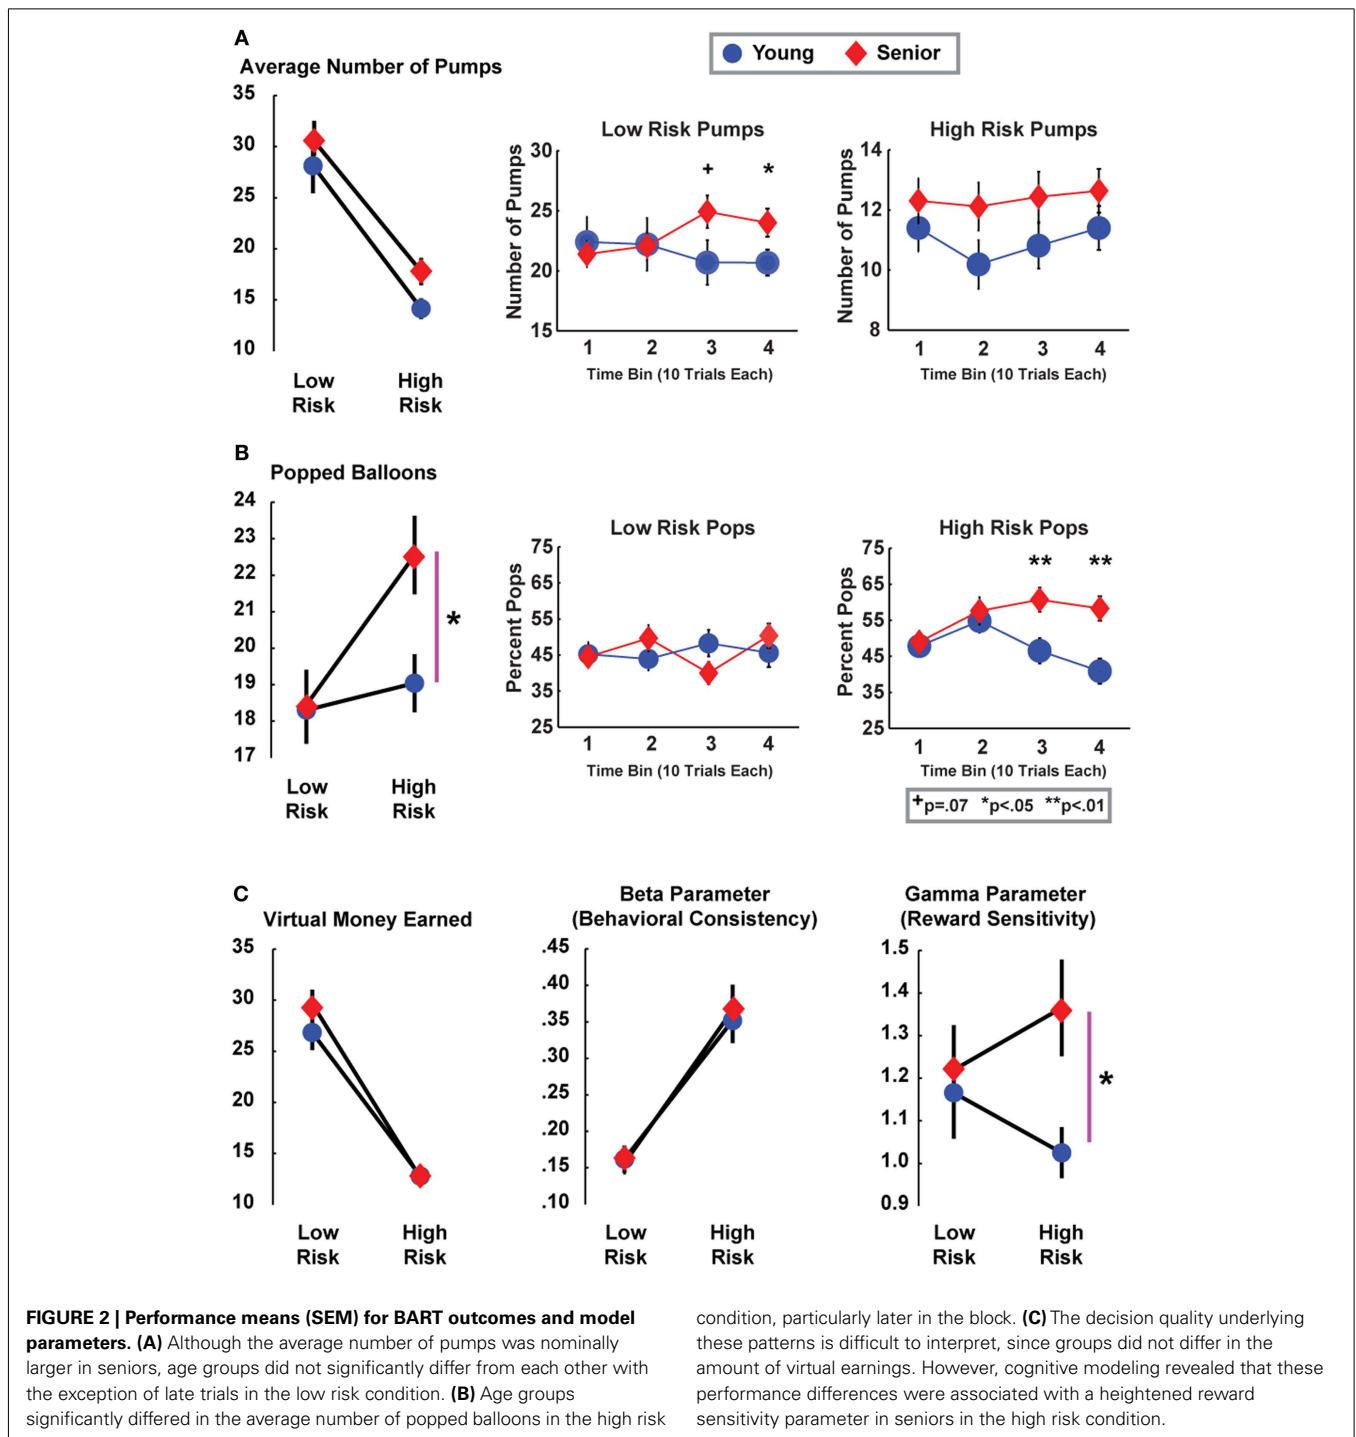 A
Average Number of Pumps
35
30
25
20
15
10
Low
Risk
High
Risk
Young
Senior
Low Risk Pumps
Number of Pumps
30
25
20
15
+
*
1 2 3 4
Time Bin (10 Trials Each)
High Risk Pumps
Number of Pumps
14
12
10
8
1 2 3 4
Time Bin (10 Trials Each)
B
Popped Balloons
24
23
22
21
20
19
18
17
*
Low
Risk
High
Risk
Low Risk Pops
Percent Pops
75
65
55
45
35
25
1 2 3 4
Time Bin (10 Trials Each)
High Risk Pops
Percent Pops
75
65
55
45
35
25
** **
1 2 3 4
Time Bin (10 Trials Each)
+p=.07 *p<.05 **p<.01
C
Virtual Money Earned
35
30
25
20
15
10
Low
Risk
High
Risk
Beta Parameter
(Behavioral Consistency)
.45
.40
.35
.30
.25
.20
.15
.10
Low
Risk
High
Risk
Gamma Parameter
(Reward Sensitivity)
1.5
1.4
1.3
1.2
1.1
1.0
0.9
*
Low
Risk
High
Risk
FIGURE 2 | Performance means (SEM) for BART outcomes and model
parameters. (A) Although the average number of pumps was nominally
larger in seniors, age groups did not significantly differ from each other with
the exception of late trials in the low risk condition. (B) Age groups
significantly differed in the average number of popped balloons in the high risk
condition, particularly later in the block. (C) The decision quality underlying
these patterns is difficult to interpret, since groups did not differ in the
amount of virtual earnings. However, cognitive modeling revealed that these
performance differences were associated with a heightened reward
sensitivity parameter in seniors in the high risk condition.